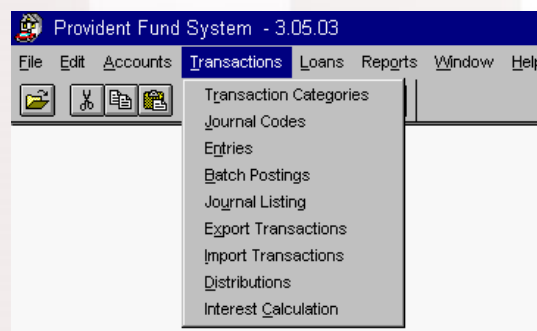 Provident Fund System - 3.05.03
File Edit Accounts Transactions Loans Reports Window Help
Transaction Categories
Journal Codes
Entries
Batch Postings
Journal Listing
Export Transactions
Import Transactions
Distributions
Interest Calculation